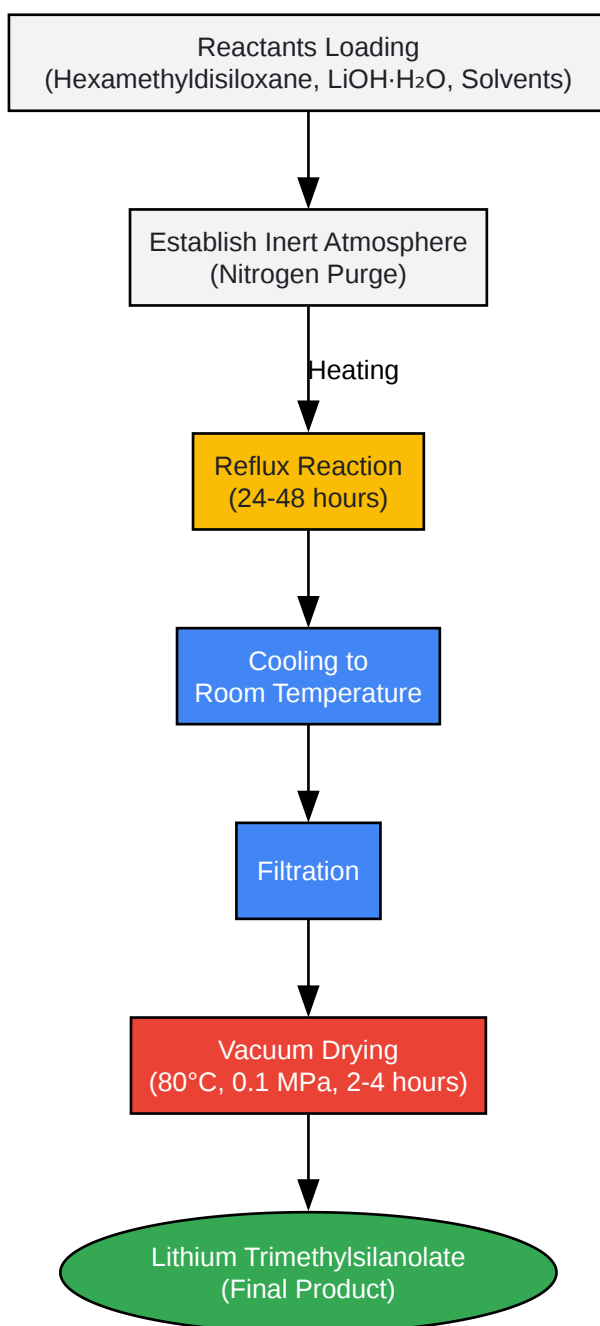 Reactants Loading
(Hexamethyldisiloxane, LiOH·H₂O, Solvents)
Establish Inert Atmosphere
(Nitrogen Purge)
Heating
Reflux Reaction
(24-48 hours)
Cooling to
Room Temperature
Filtration
Vacuum Drying
(80°C, 0.1 MPa, 2-4 hours)
Lithium Trimethylsilanolate
(Final Product)